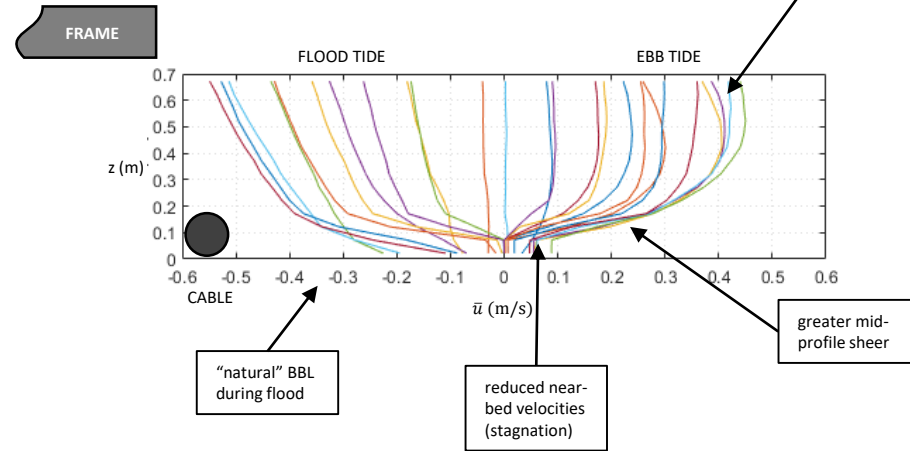 FRAME
FLOOD TIDE
EBB TIDE
0.7
0.6
0.5
0.4
z (m)
0.3
0.2
0.1
0
-0.6 -0.5 -0.4 -0.3 -0.2 -0.1 0 0.1 0.2 0.3 0.4 0.5 0.6
CABLE
ū (m/s)
"natural" BBL
during flood
reduced near-
bed velocities
(stagnation)
greater mid-
profile sheer